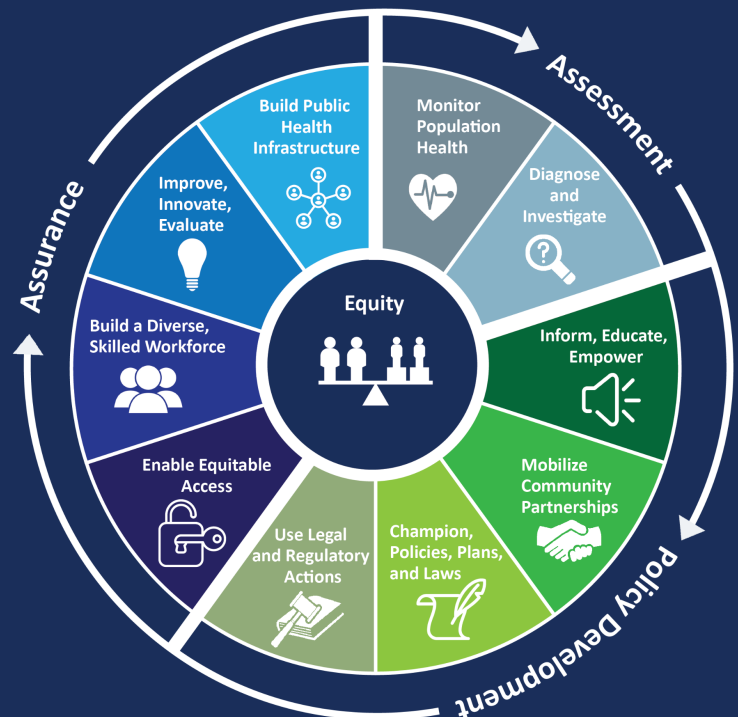 Assessment
Monitor
Population
Health
Diagnose
and
Investigate
Policy Development
Inform, Educate,
Empower
Mobilize
Community
Partnerships
Champion,
Policies, Plans,
and Laws
Use Legal
and Regulatory
Actions
Assurance
Enable Equitable
Access
Build a Diverse,
Skilled Workforce
Improve,
Innovate,
Evaluate
Build Public
Health
Infrastructure
Equity
?